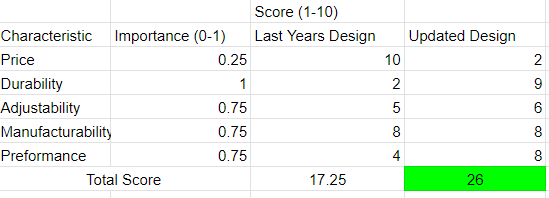 Score (1-10)
Characteristic Importance (0-1) Last Years Design Updated Design
Price 0.25 10 2
Durability 1 2 9
Adjustability 0.75 5 6
Manufacturability 0.75 8 8
Preformance 0.75 4 8
Total Score 17.25 26